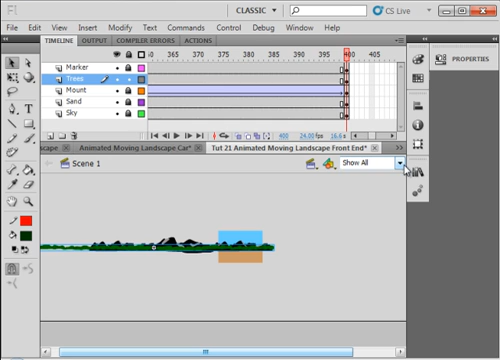 Fl
CLASSIC
CS Live
File Edit View Insert Modify Text Commands Control Debug Window Help
TIMELINE OUTPUT COMPILER ERRORS ACTIONS
365 370 375 380 385 390 395 400 405
Marker
Trees
Mount
Sand
Sky
400 24.00 fps 16.6 s
Animated Moving Landscape Car* × Tut 21 Animated Moving Landscape Front End* ×
Scene 1
Show All
PROPERTIES